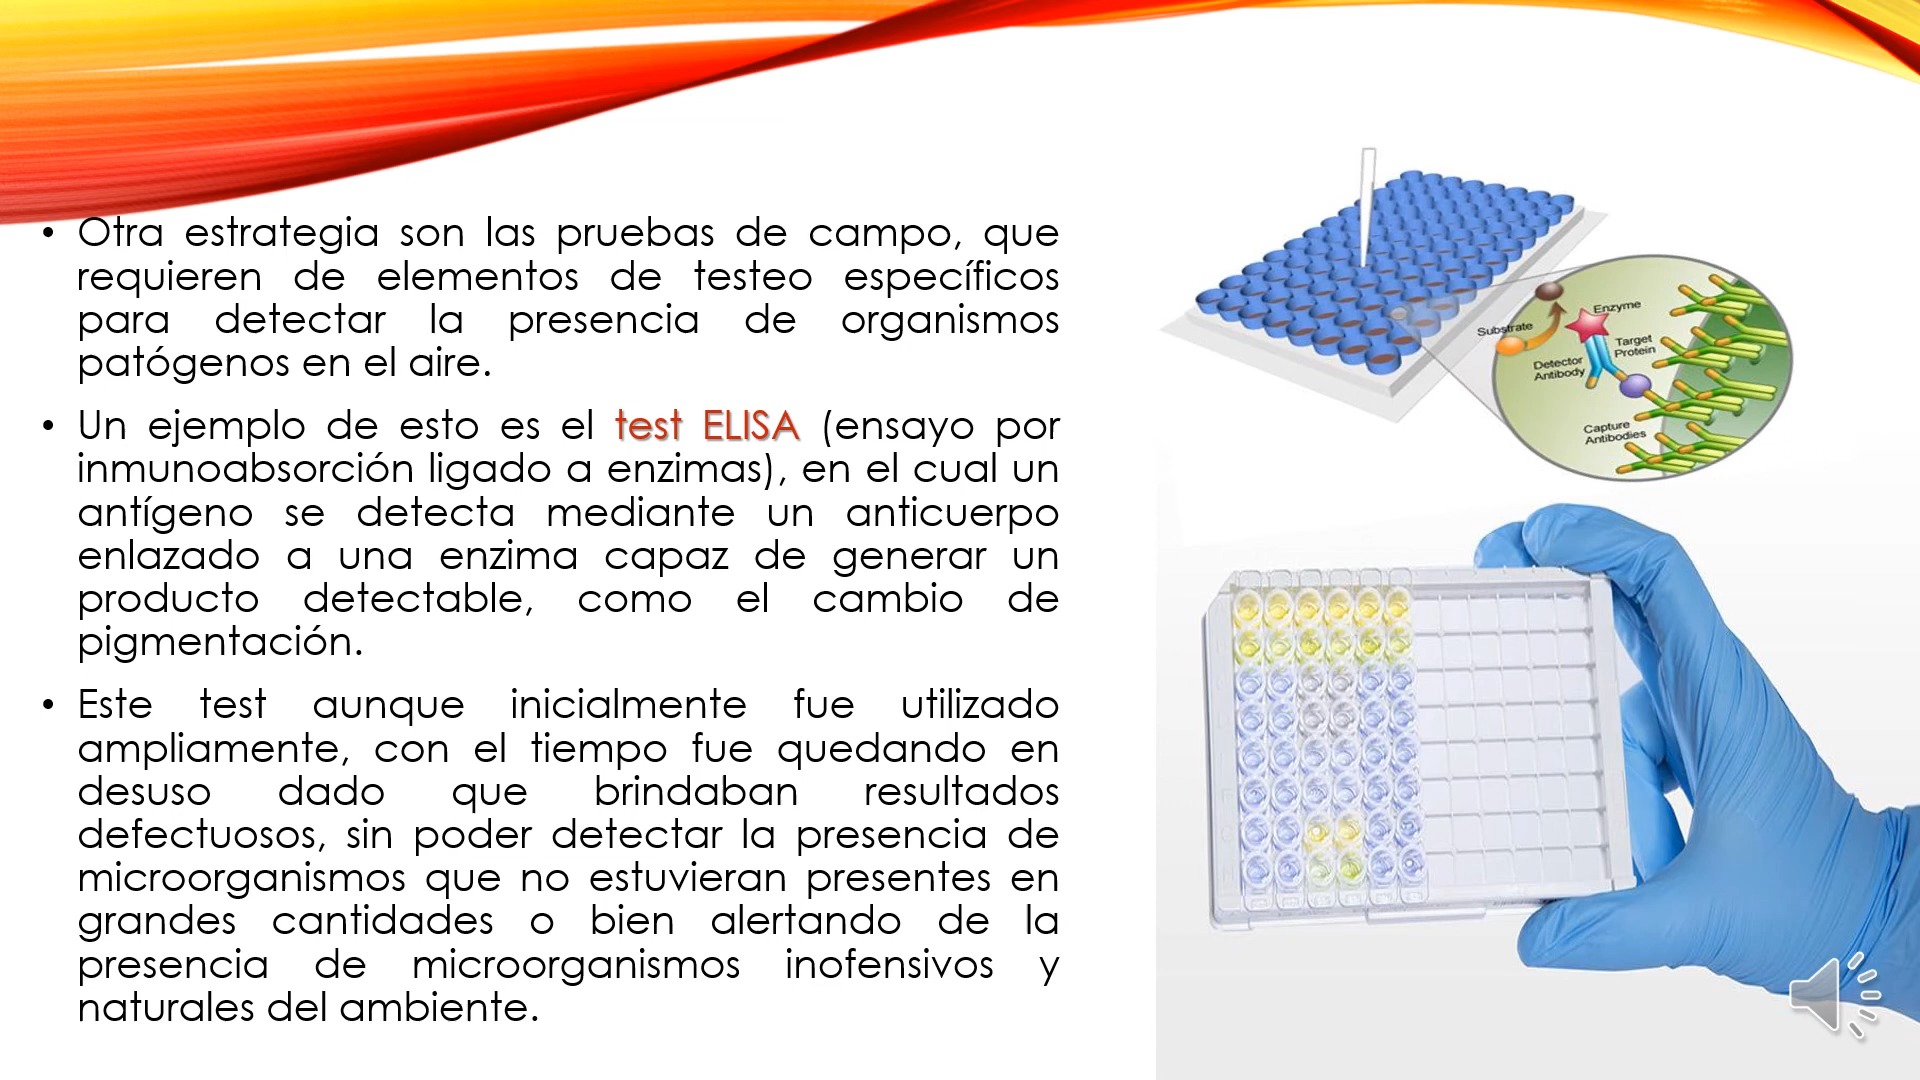 • Otra estrategia son las pruebas de campo, que
requieren de elementos de testeo específicos
para detectar la presencia de organismos
patógenos en el aire.
• Un ejemplo de esto es el test ELISA (ensayo por
inmunoabsorción ligado a enzimas), en el cual un
antígeno se detecta mediante un anticuerpo
enlazado a una enzima capaz de generar un
producto detectable, como el cambio de
pigmentación.
• Este test aunque inicialmente fue utilizado
ampliamente, con el tiempo fue quedando en
desuso dado que brindaban resultados
defectuosos, sin poder detectar la presencia de
microorganismos que no estuvieran presentes en
grandes cantidades o bien alertando de la
presencia de microorganismos inofensivos y
naturales del ambiente.
Enzyme
Substrate
Target
Protein
Detector
Antibody
Capture
Antibodies